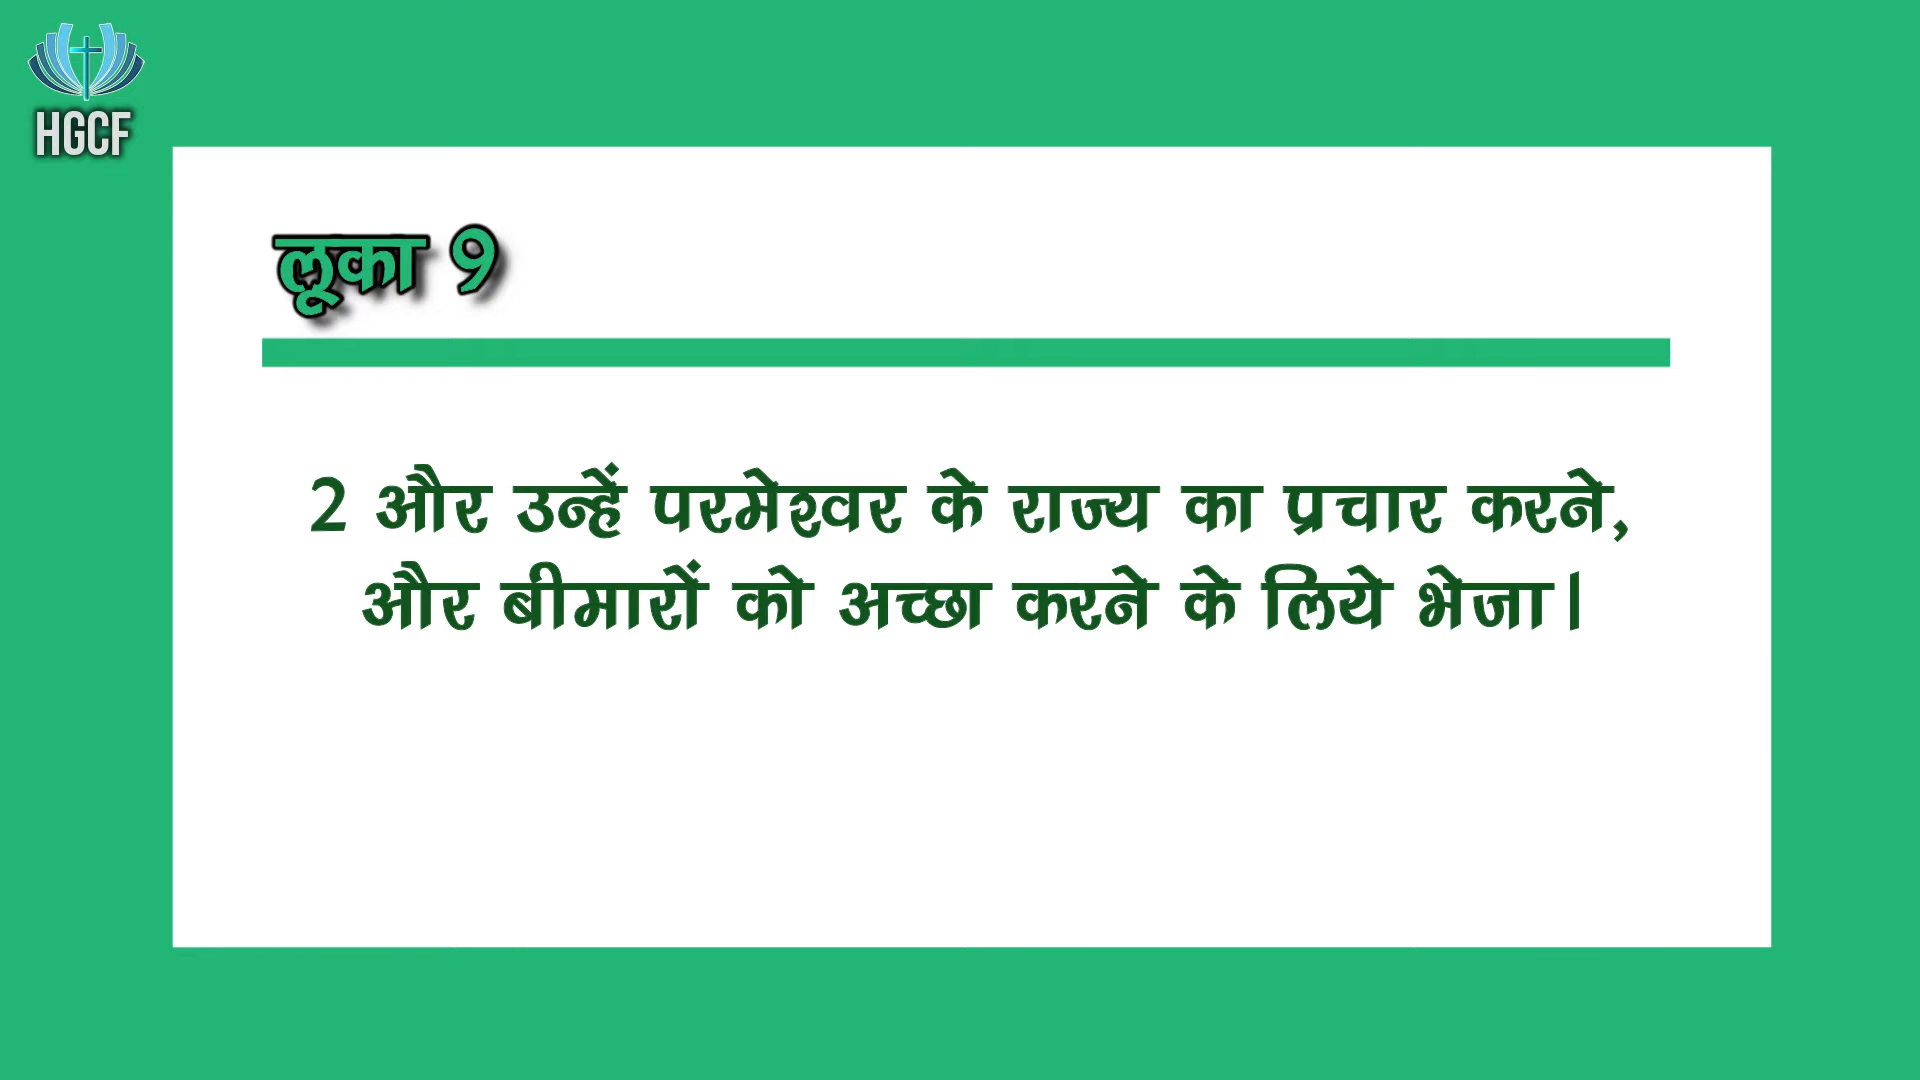 HGCF
लूका 9
2 और उन्हें परमेश्वर के राज्य का प्रचार करने,
और बीमारों को अच्छा करने के लिये भेजा।